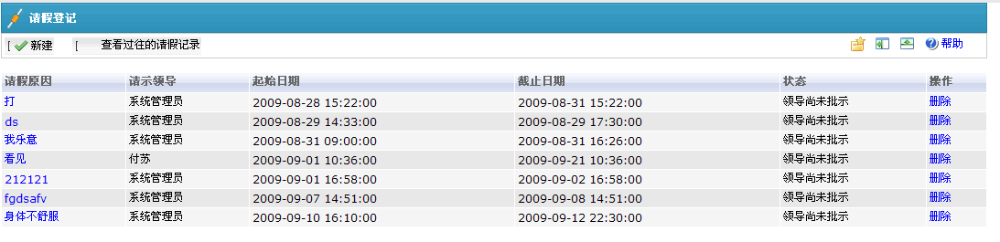 请假登记
[ 新建 [ 查看过往的请假记录 帮助
请假原因 请示领导 起始日期 截止日期 状态 操作
打 系统管理员 2009-08-28 15:22:00 2009-08-31 15:22:00 领导尚未批示 删除
ds 系统管理员 2009-08-29 14:33:00 2009-08-29 17:30:00 领导尚未批示 删除
我乐意 系统管理员 2009-08-31 09:00:00 2009-08-31 16:26:00 领导尚未批示 删除
看见 付苏 2009-09-01 10:36:00 2009-09-21 10:36:00 领导尚未批示 删除
212121 系统管理员 2009-09-01 16:58:00 2009-09-02 16:58:00 领导尚未批示 删除
fgdsafv 系统管理员 2009-09-07 14:51:00 2009-09-08 14:51:00 领导尚未批示 删除
身体不舒服 系统管理员 2009-09-10 16:10:00 2009-09-12 22:30:00 领导尚未批示 删除